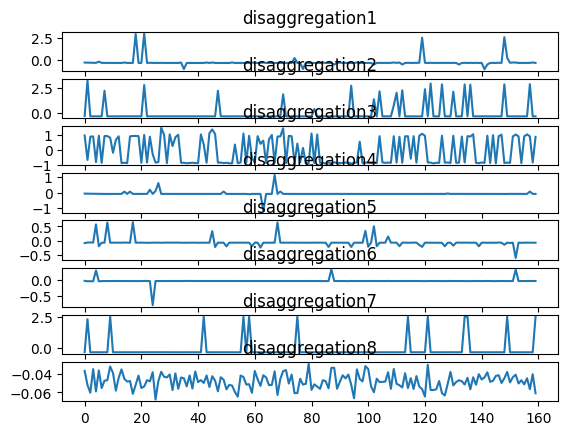 disaggregation1
2.5
0.0
disaggregation2
2.5
0.0
disaggregation3
1
0
−1
disaggregation4
1
0
−1
disaggregation5
0.5
0.0
−0.5
disaggregation6
0.0
−0.5
disaggregation7
2.5
0.0
disaggregation8
−0.04
−0.06
0 20 40 60 80 100 120 140 160